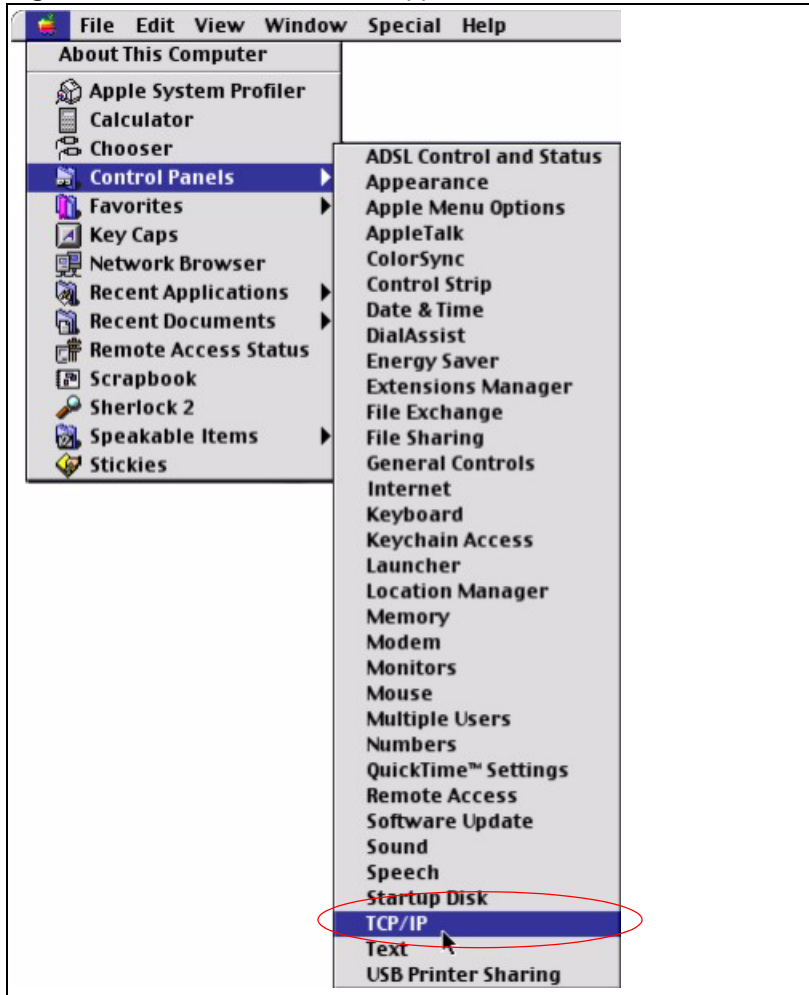 File Edit View Window Special Help
About This Computer
Apple System Profiler
Calculator
Chooser
Control Panels
Favorites
Key Caps
Network Browser
Recent Applications
Recent Documents
Remote Access Status
Scrapbook
Sherlock 2
Speakable Items
Stickies
ADSL Control and Status
Appearance
Apple Menu Options
AppleTalk
ColorSync
Control Strip
Date & Time
DialAssist
Energy Saver
Extensions Manager
File Exchange
File Sharing
General Controls
Internet
Keyboard
Keychain Access
Launcher
Location Manager
Memory
Modem
Monitors
Mouse
Multiple Users
Numbers
QuickTime™ Settings
Remote Access
Software Update
Sound
Speech
Startup Disk
TCP/IP
Text
USB Printer Sharing